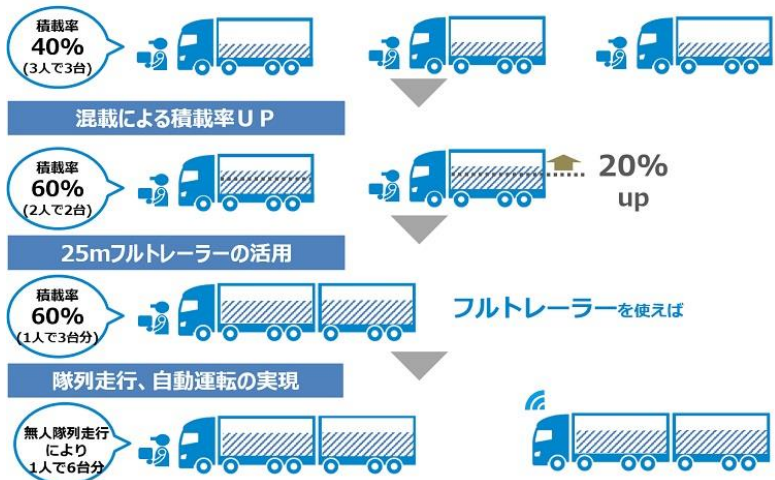 積載率
40%
(3人で3台)
混載による積載率UP
積載率
60%
(2人で2台)
20%
up
25mフルトレーラーの活用
積載率
60%
(1人で3台分)
フルトレーラーを使えば
隊列走行、自動運転の実現
無人隊列走行
により
1人で6台分